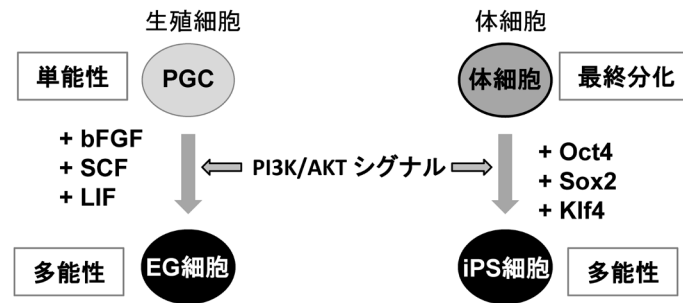 生殖細胞
体細胞
単能性
PGC
体細胞
最終分化
+ bFGF
+ SCF
+ LIF
PI3K/AKT シグナル
+ Oct4
+ Sox2
+ Klf4
多能性
EG細胞
iPS細胞
多能性